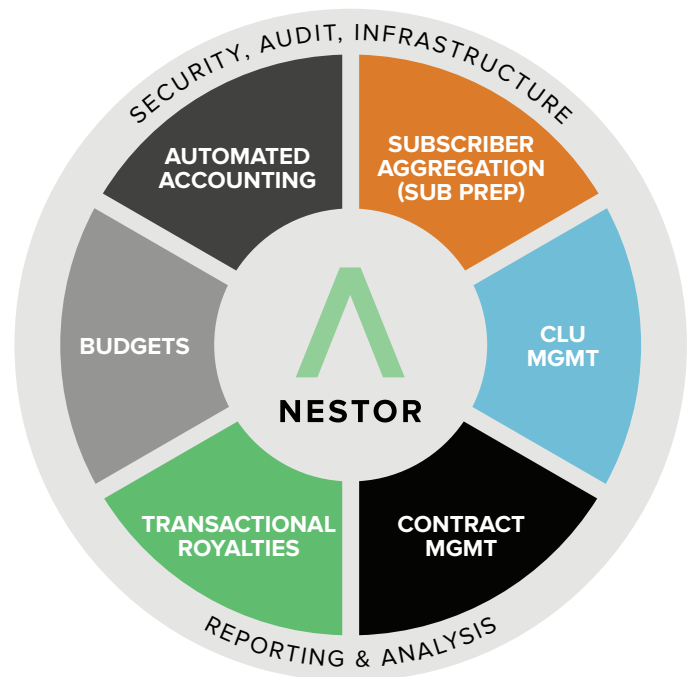 SECURITY, AUDIT, INFRASTRUCTURE
AUTOMATED
ACCOUNTING
SUBSCRIBER
AGGREGATION
(SUB PREP)
BUDGETS
CLU
MGMT
NESTOR
TRANSACTIONAL
ROYALTIES
CONTRACT
MGMT
REPORTING & ANALYSIS